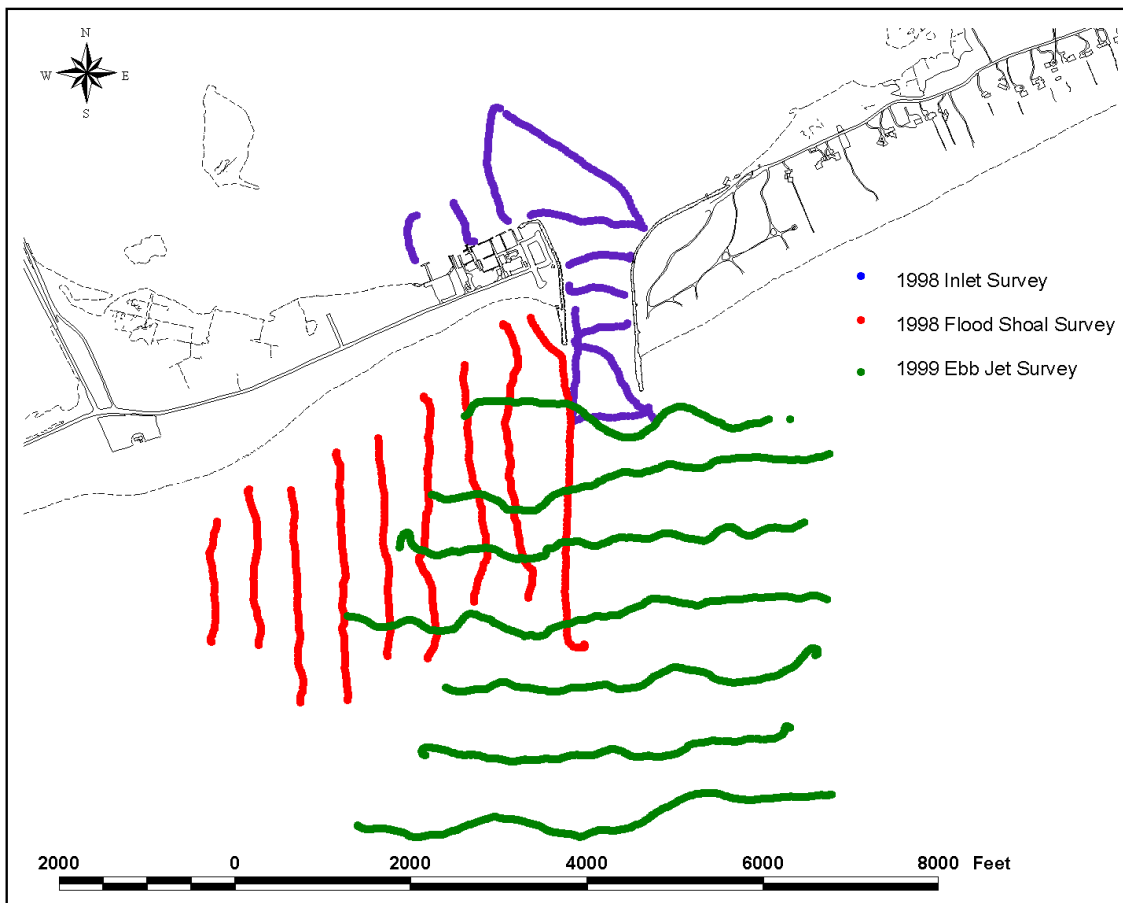 N
W E
S
1998 Inlet Survey
1998 Flood Shoal Survey
1999 Ebb Jet Survey
2000 0 2000 4000 6000 8000 Feet